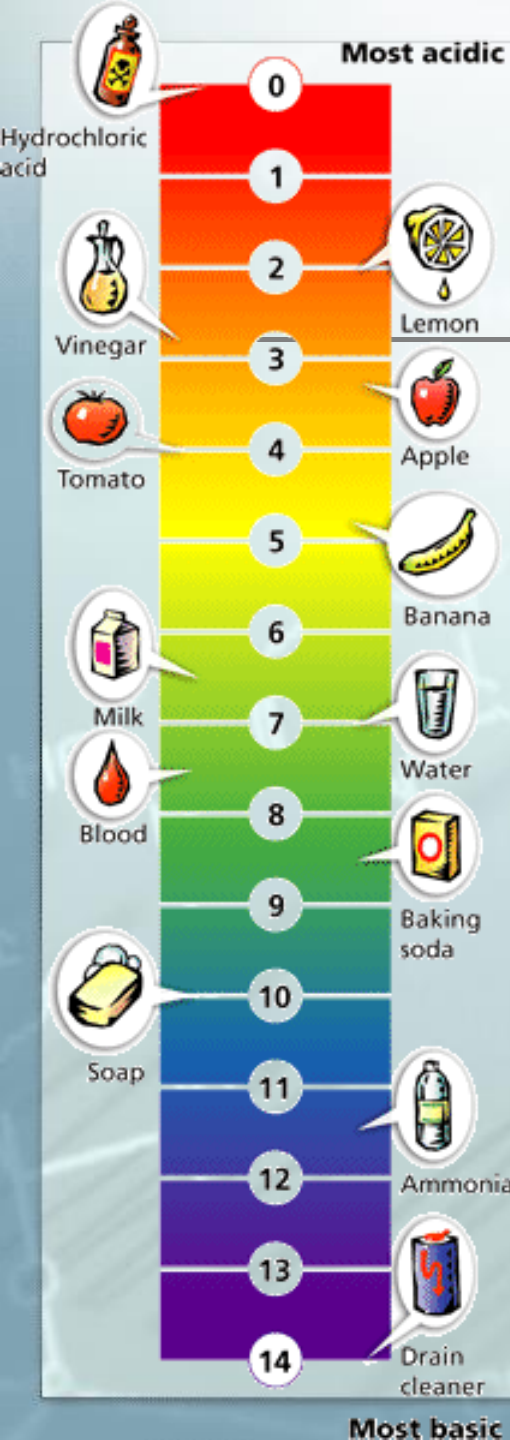 Most acidic
0
Hydrochloric
acid
1
2
Lemon
Vinegar
3
Apple
4
Tomato
5
Banana
6
Milk
7
Water
Blood
8
Baking
soda
9
10
Soap
11
Ammonia
12
13
Drain
cleaner
14
Most basic